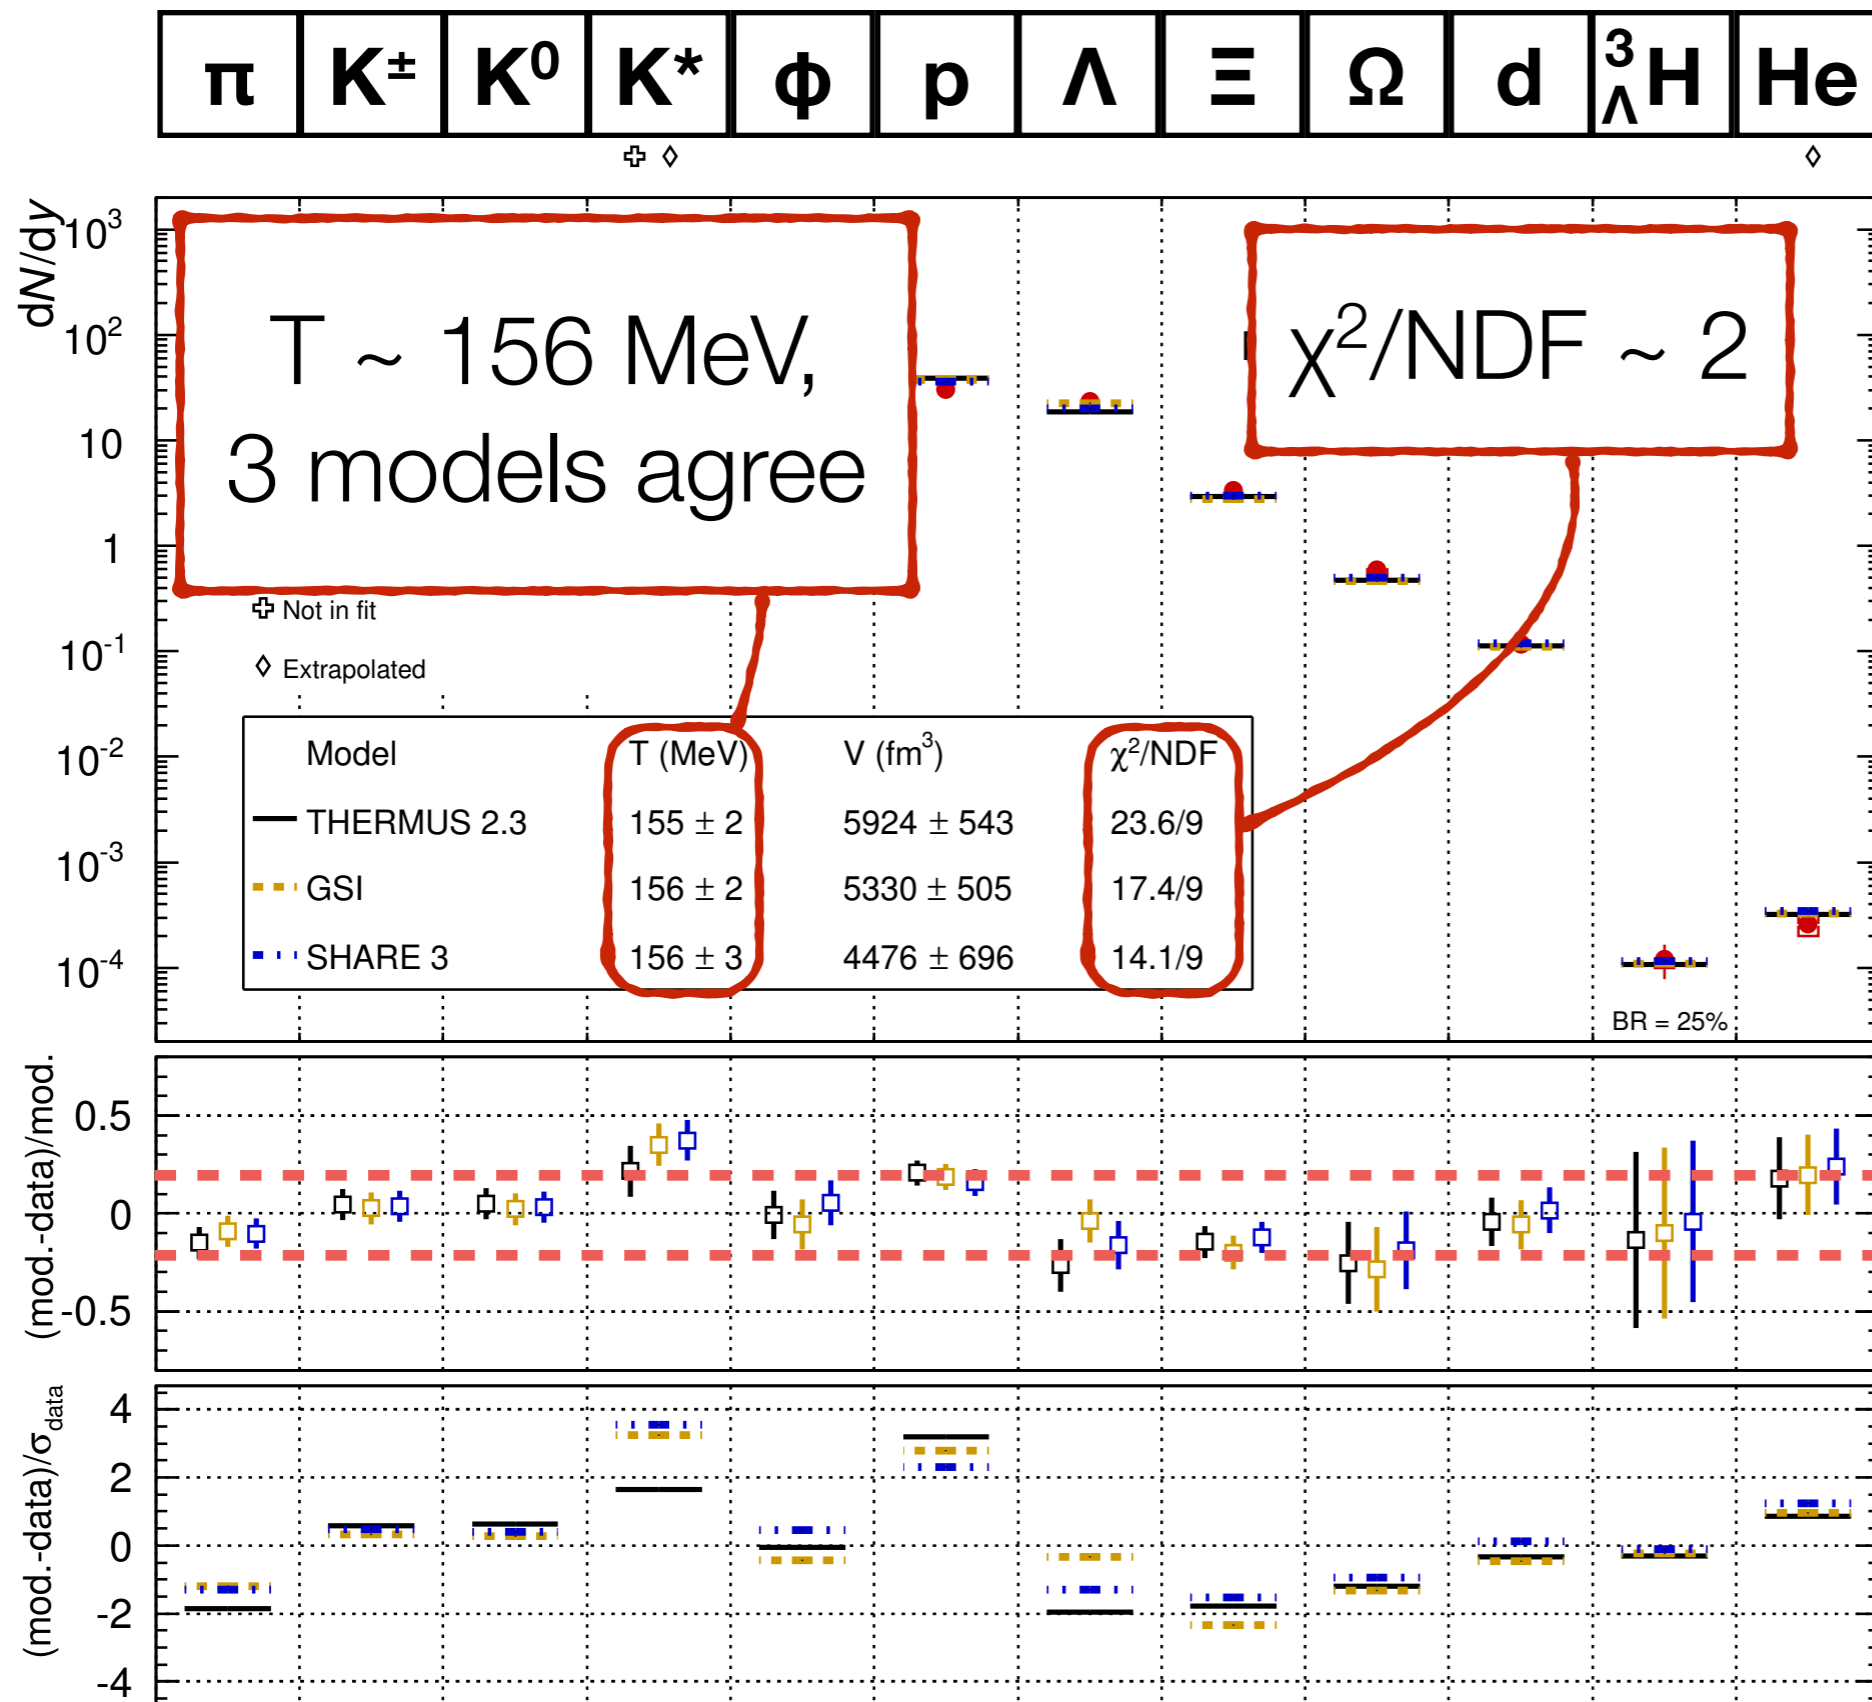 π K± K⁰ K* ϕ p Λ Ξ Ω d ³ΛH He
dN/dy
10³
10²
10
1
10⁻¹
10⁻²
10⁻³
10⁻⁴
T ~ 156 MeV,
3 models agree
χ²/NDF ~ 2
Not in fit
Extrapolated
Model T (MeV) V (fm³) χ²/NDF
THERMUS 2.3 155 ± 2 5924 ± 543 23.6/9
GSI 156 ± 2 5330 ± 505 17.4/9
SHARE 3 156 ± 3 4476 ± 696 14.1/9
BR = 25%
(mod.-data)/mod.
0.5
0
-0.5
(mod.-data)/σdata
4
2
0
-2
-4